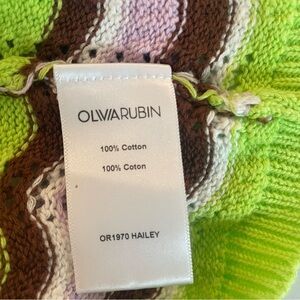 OLIVIARUBIN
100% Cotton
100% Coton
OR1970 HAILEY